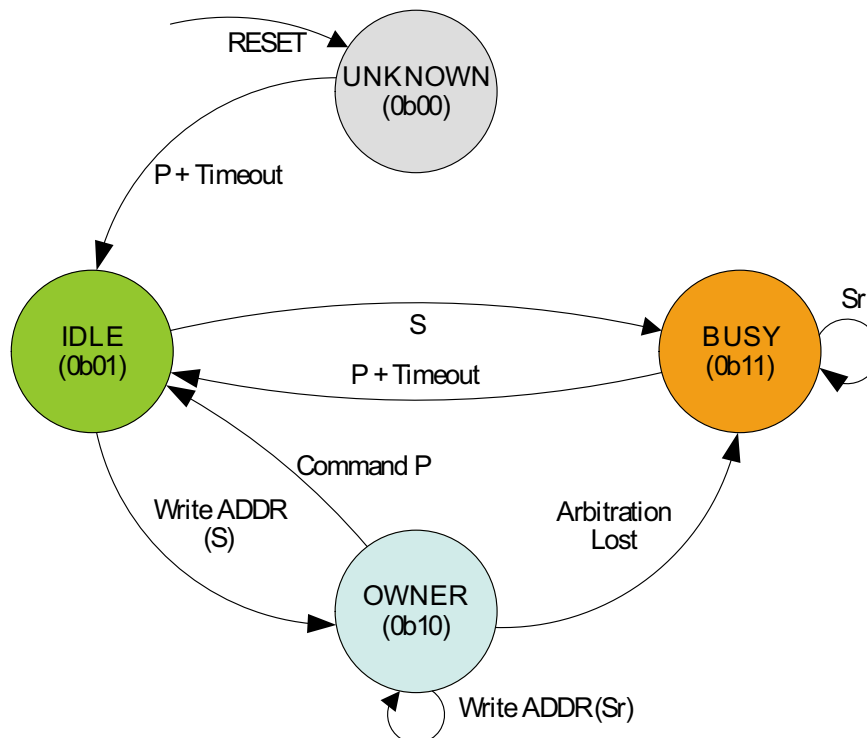 RESET
UNKNOWN
(0b00)
P + Timeout
IDLE
(0b01)
S
P + Timeout
BUSY
(0b11)
Sr
Command P
Write ADDR
(S)
Arbitration
Lost
OWNER
(0b10)
Write ADDR(Sr)